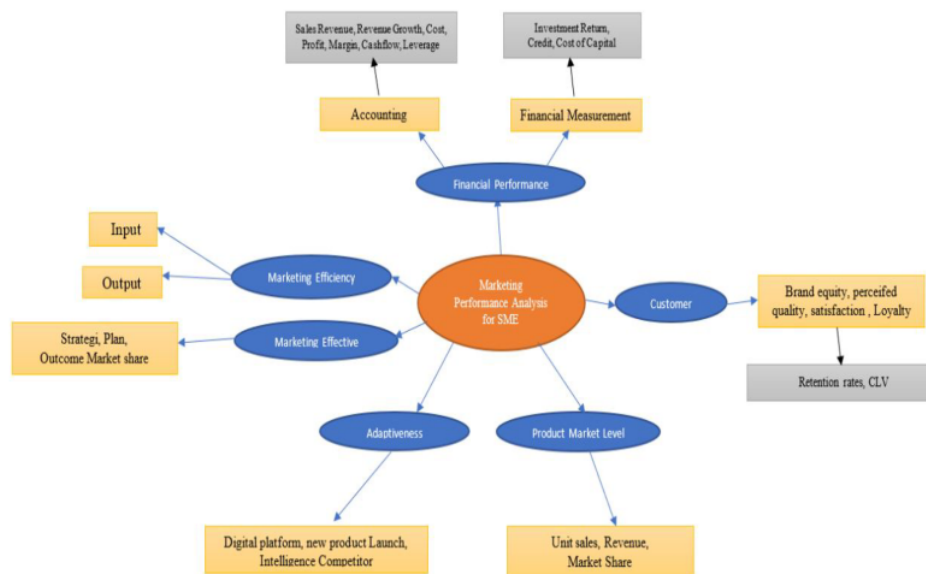 Sales Revenue, Revenue Growth, Cost,
Profit, Margin, Cashflow, Leverage
Investment Return,
Credit, Cost of Capital
Accounting
Financial Measurement
Financial Performance
Input
Output
Marketing Efficiency
Marketing
Performance Analysis
for SME
Customer
Brand equity, perceifed
quality, satisfaction , Loyalty
Strategi, Plan,
Outcome Market share
Marketing Effective
Retention rates, CLV
Adaptiveness
Product Market Level
Digital platform, new product Launch,
Intelligence Competitor
Unit sales, Revenue,
Market Share